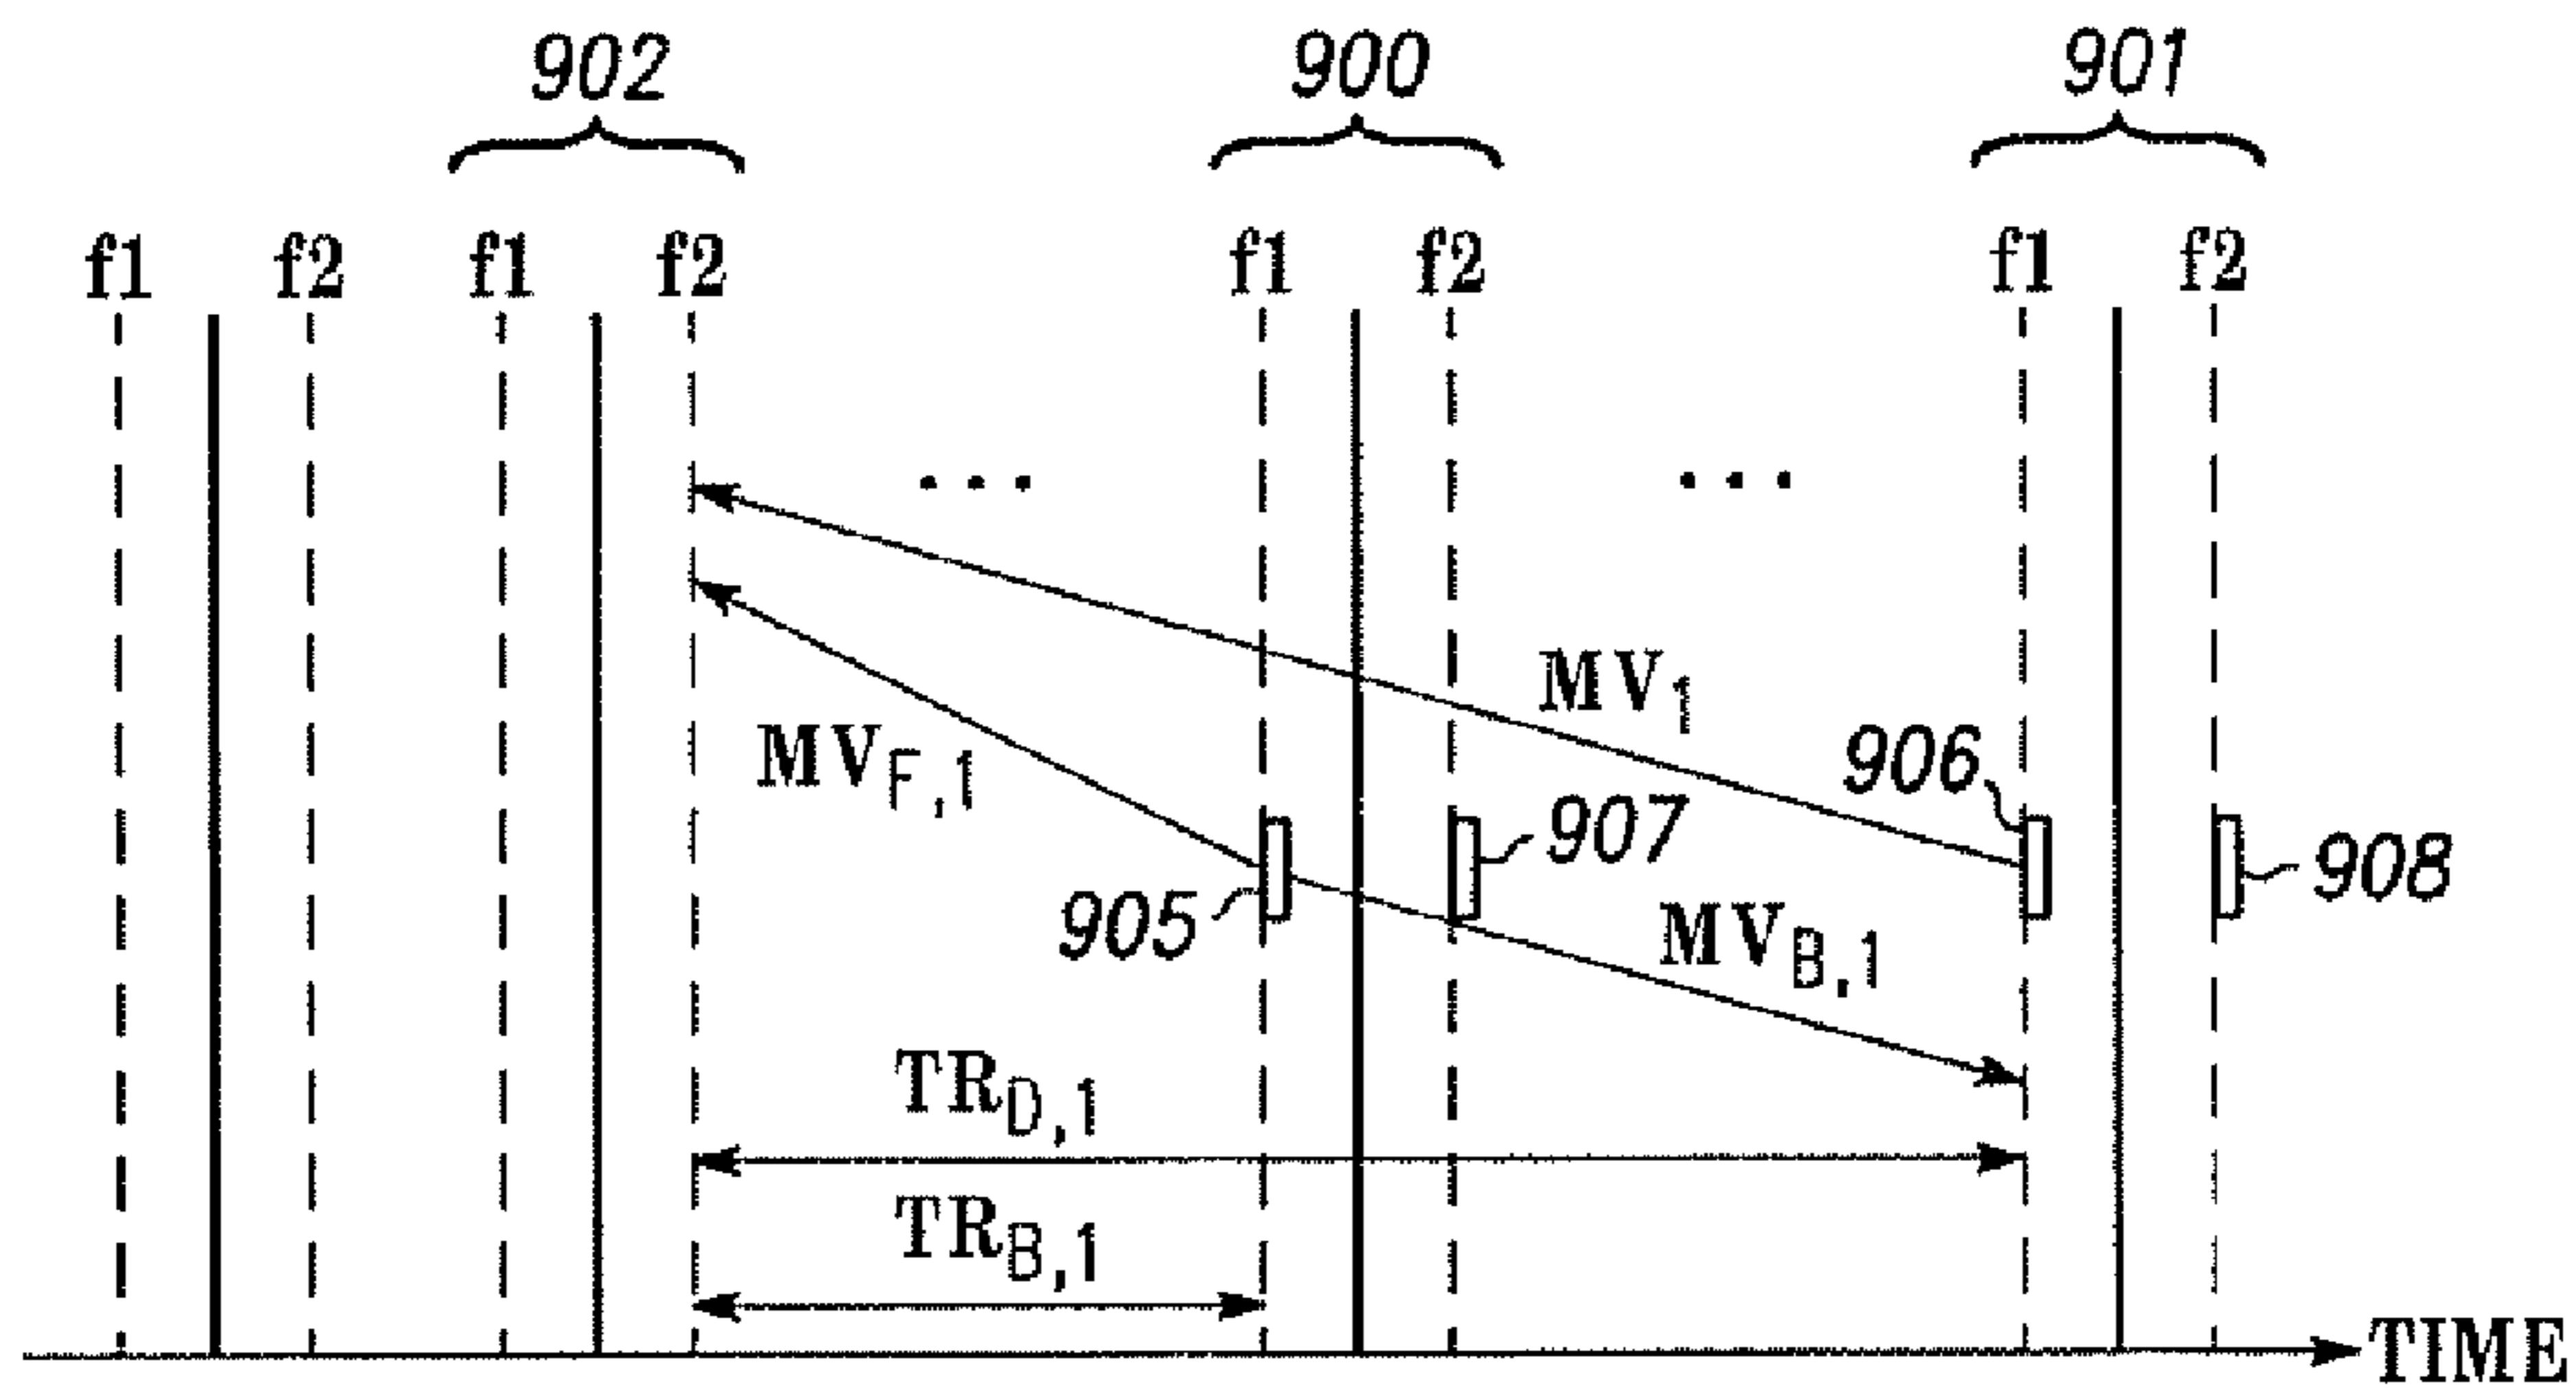 902 900 901
f1 f2 f1 f2 f1 f2 f1 f2
... ...
MV1
MVF,1
906
907
908
905
MVB,1
TRD,1
TRB,1
TIME